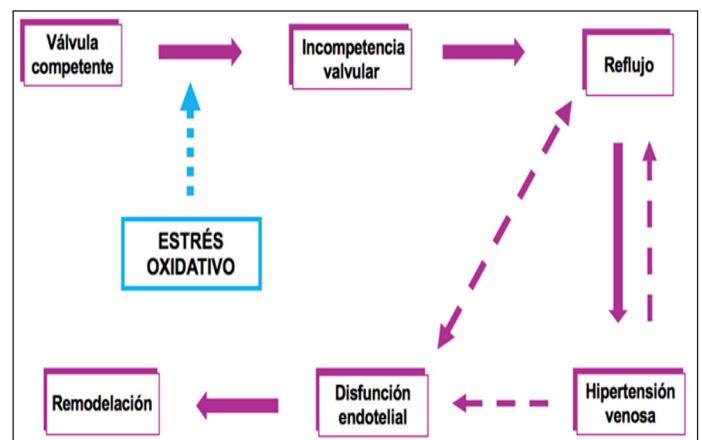 Válvula
competente
Incompetencia
valvular
Reflujo
ESTRÉS
OXIDATIVO
Remodelación
Disfunción
endotelial
Hipertensión
venosa